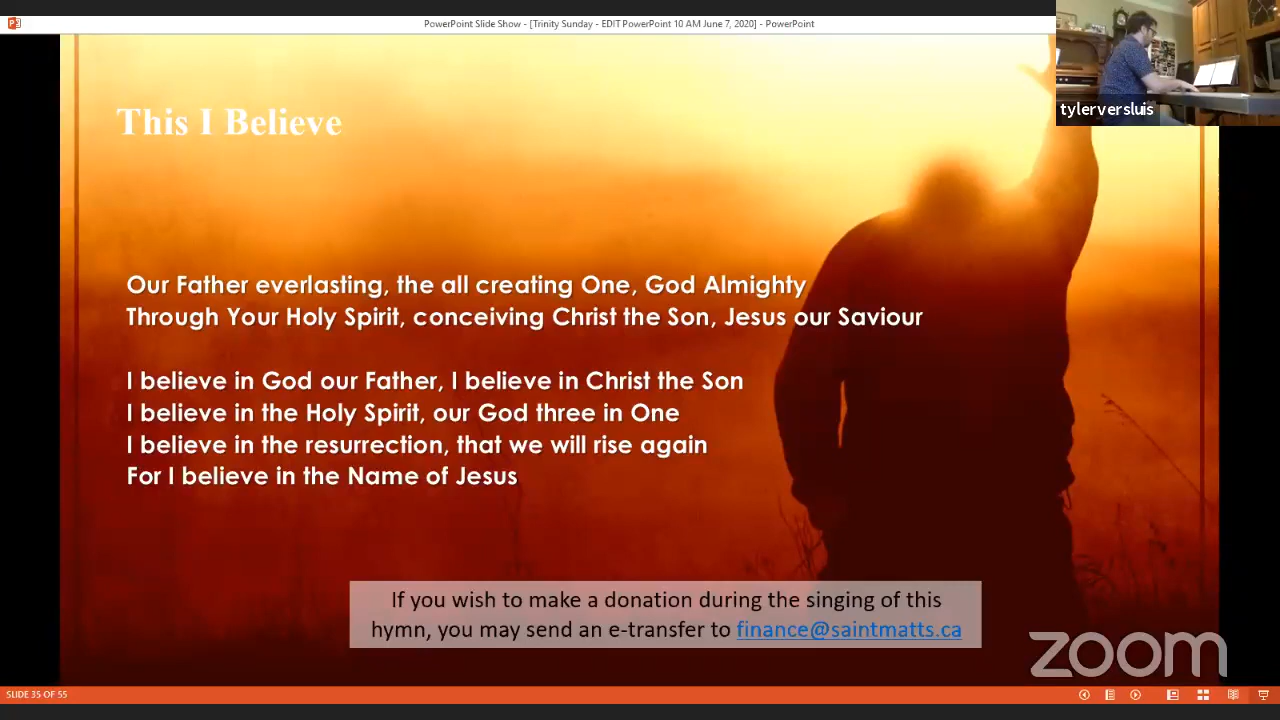 PowerPoint Slide Show - [Trinity Sunday - EDIT PowerPoint 10 AM June 7, 2020] - PowerPoint
tylerversluis
This I Believe
Our Father everlasting, the all creating One, God Almighty
Through Your Holy Spirit, conceiving Christ the Son, Jesus our Saviour
I believe in God our Father, I believe in Christ the Son
I believe in the Holy Spirit, our God three in One
I believe in the resurrection, that we will rise again
For I believe in the Name of Jesus
If you wish to make a donation during the singing of this
hymn, you may send an e-transfer to finance@saintmatts.ca
zoom
SLIDE 35 OF 55